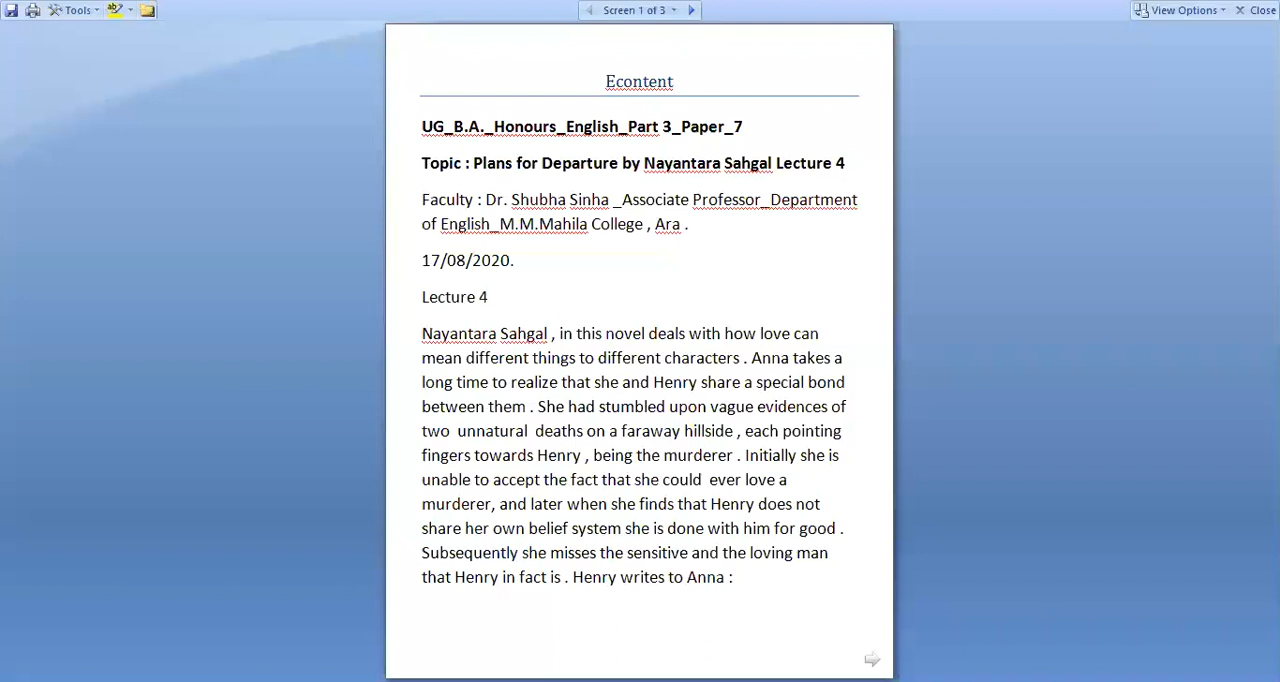 Tools Screen 1 of 3 View Options Close
Econtent
UG_B.A._Honours_English_Part 3_Paper_7
Topic : Plans for Departure by Nayantara Sahgal Lecture 4
Faculty : Dr. Shubha Sinha _Associate Professor_Department
of English_M.M.Mahila College , Ara .
17/08/2020.
Lecture 4
Nayantara Sahgal , in this novel deals with how love can
mean different things to different characters . Anna takes a
long time to realize that she and Henry share a special bond
between them . She had stumbled upon vague evidences of
two  unnatural  deaths on a faraway hillside , each pointing
fingers towards Henry , being the murderer . Initially she is
unable to accept the fact that she could  ever love a
murderer, and later when she finds that Henry does not
share her own belief system she is done with him for good .
Subsequently she misses the sensitive and the loving man
that Henry in fact is . Henry writes to Anna :